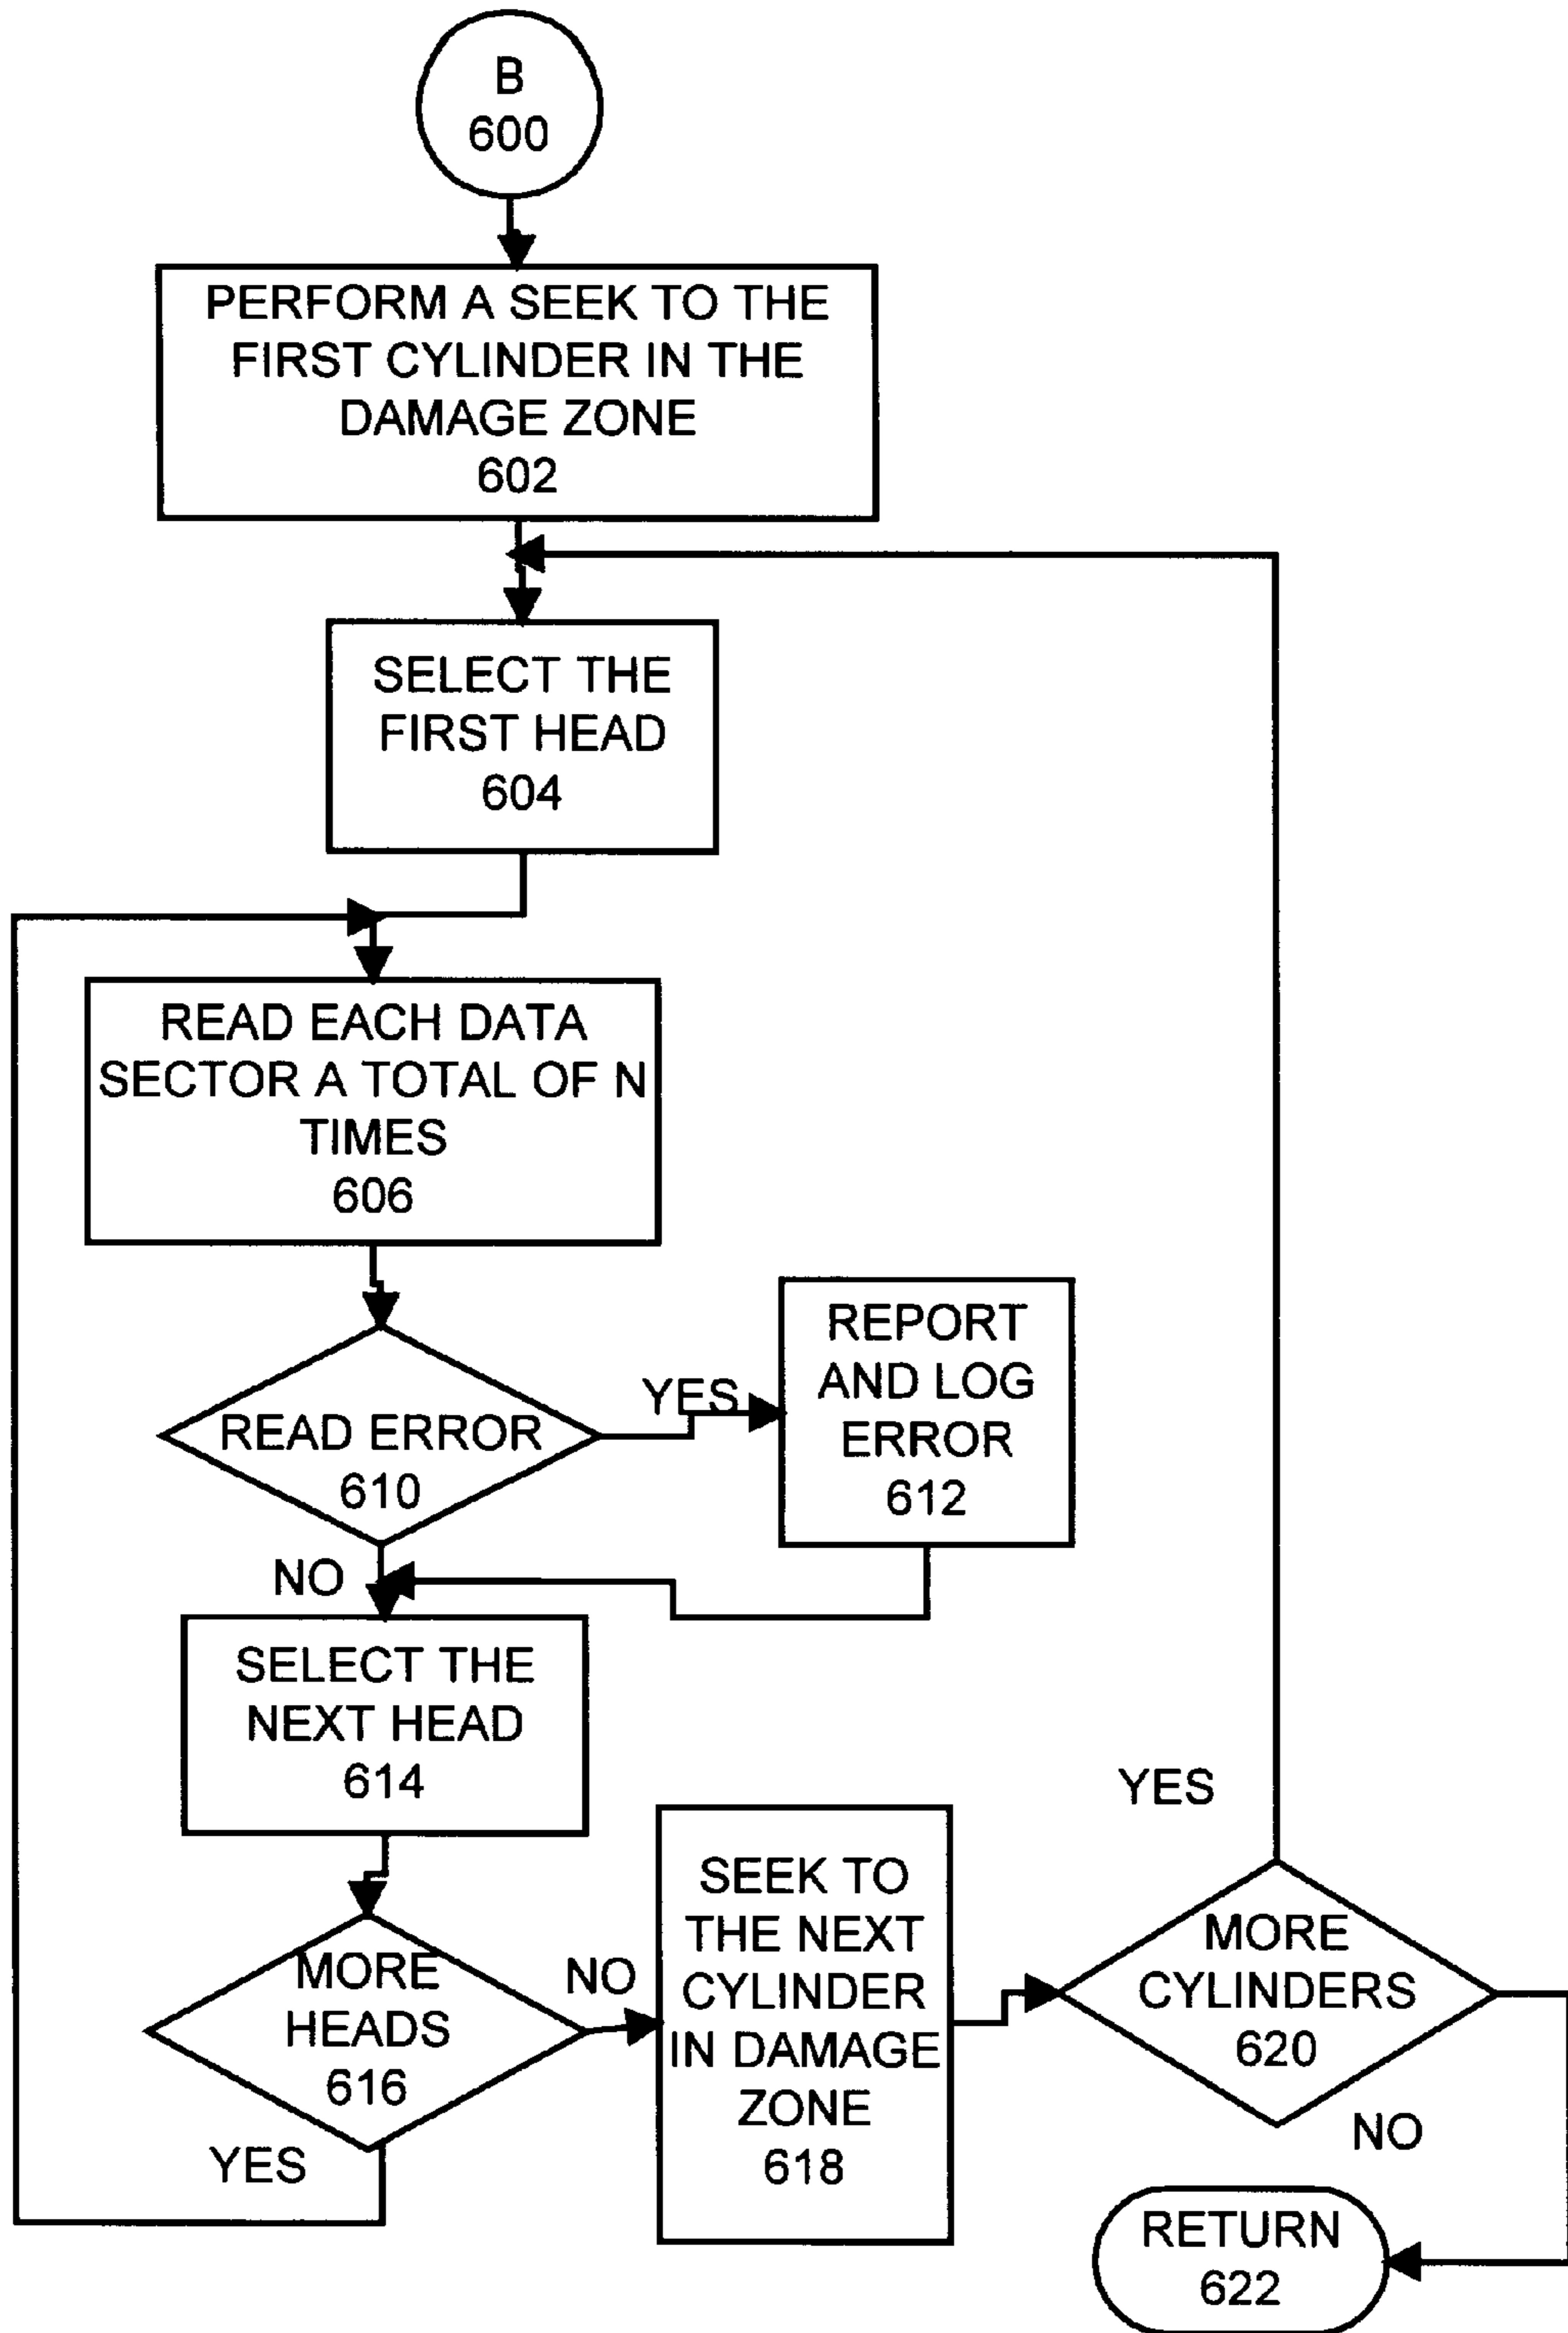 B
600
PERFORM A SEEK TO THE
FIRST CYLINDER IN THE
DAMAGE ZONE
602
SELECT THE
FIRST HEAD
604
READ EACH DATA
SECTOR A TOTAL OF N
TIMES
606
READ ERROR
610
YES
REPORT
AND LOG
ERROR
612
NO
SELECT THE
NEXT HEAD
614
MORE
HEADS
616
YES
NO
SEEK TO
THE NEXT
CYLINDER
IN DAMAGE
ZONE
618
YES
MORE
CYLINDERS
620
NO
RETURN
622